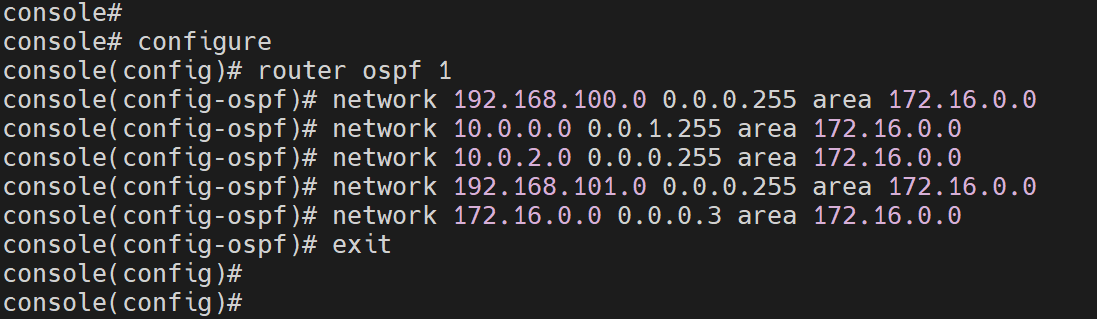 console#
console# configure
console(config)# router ospf 1
console(config-ospf)# network 192.168.100.0 0.0.0.255 area 172.16.0.0
console(config-ospf)# network 10.0.0.0 0.0.1.255 area 172.16.0.0
console(config-ospf)# network 10.0.2.0 0.0.0.255 area 172.16.0.0
console(config-ospf)# network 192.168.101.0 0.0.0.255 area 172.16.0.0
console(config-ospf)# network 172.16.0.0 0.0.0.3 area 172.16.0.0
console(config-ospf)# exit
console(config)#
console(config)#